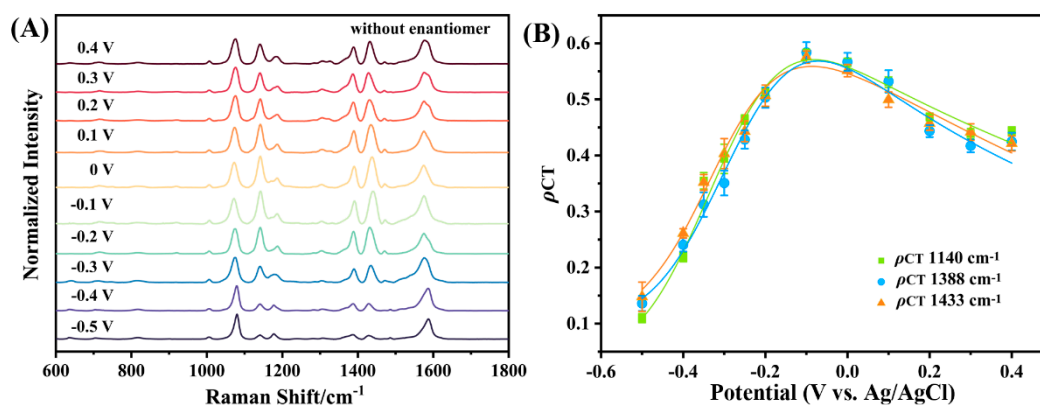 (A)
without enantiomer
0.4 V
0.3 V
0.2 V
0.1 V
0 V
-0.1 V
-0.2 V
-0.3 V
-0.4 V
-0.5 V
Normalized Intensity
600 800 1000 1200 1400 1600 1800
Raman Shift/cm⁻¹
(B)
0.6
0.5
0.4
0.3
0.2
0.1
ρCT
ρCT 1140 cm⁻¹
ρCT 1388 cm⁻¹
ρCT 1433 cm⁻¹
-0.6 -0.4 -0.2 0.0 0.2 0.4
Potential (V vs. Ag/AgCl)